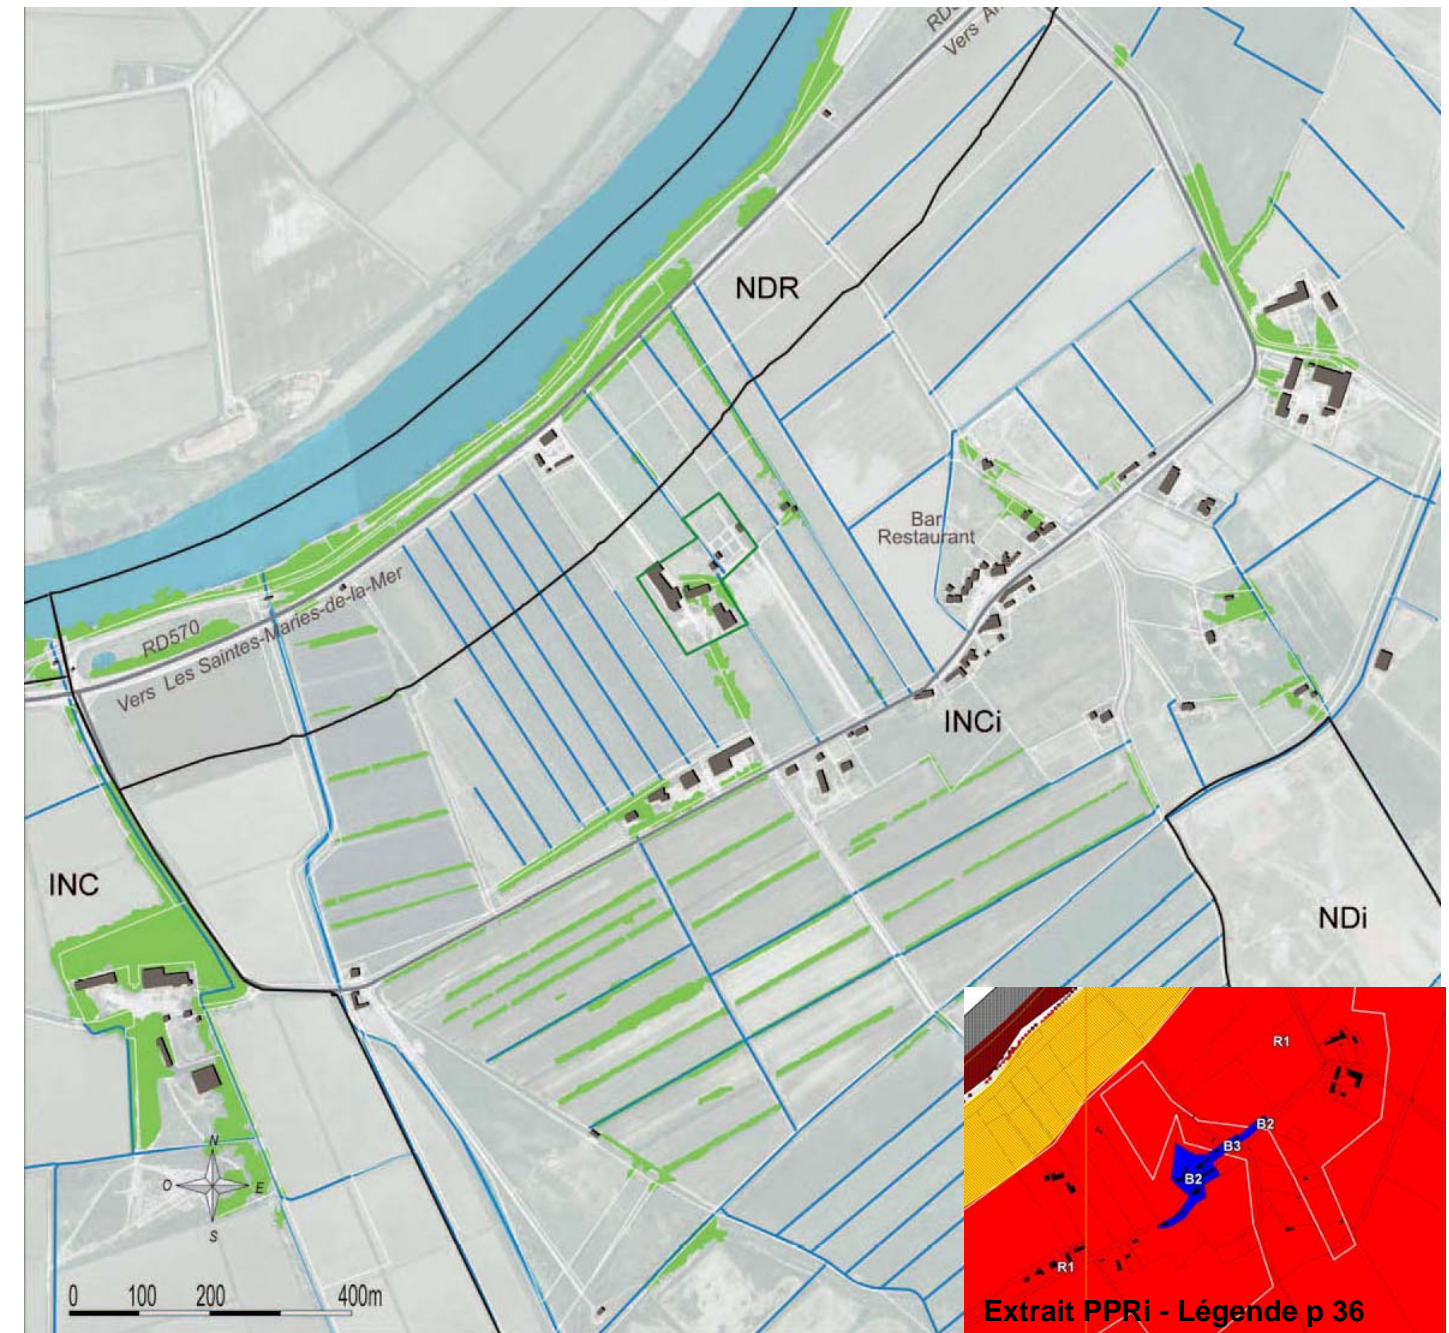 Vers
NDR
Bar
Restaurant
RD570
Vers Les Saintes-Maries-de-la-Mer
INCi
INC
NDi
N
O
E
S
0 100 200 400m
R1
B2
B3
B2
R1
Extrait PPRi - Légende p 36